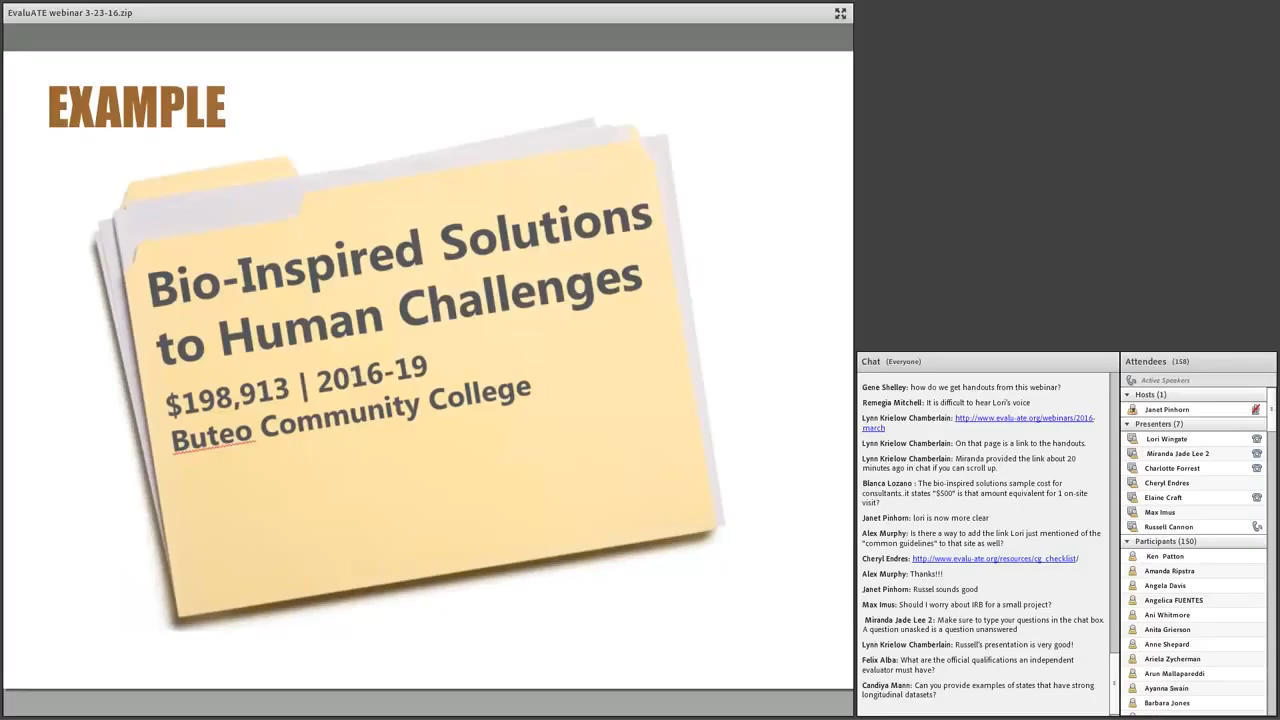 EvaluATE webinar 3-23-16.zip
EXAMPLE
Bio-Inspired Solutions
to Human Challenges
$198,913 | 2016-19
Buteo Community College
Chat (Everyone)
Gene Shelley: how do we get handouts from this webinar?
Remegia Mitchell: It is difficult to hear Lori's voice
Lynn Krielow Chamberlain: http://www.evalu-ate.org/webinars/2016-
march
Lynn Krielow Chamberlain: On that page is a link to the handouts.
Lynn Krielow Chamberlain: Miranda provided the link about 20
minutes ago in chat if you can scroll up.
Blanca Lozano : The bio-inspired solutions sample cost for
consultants..it states "$500" is that amount equivalent for 1 on-site
visit?
Janet Pinhorn: lori is now more clear
Alex Murphy: Is there a way to add the link Lori just mentioned of the
"common guidelines" to that site as well?
Cheryl Endres: http://www.evalu-ate.org/resources/cg_checklist/
Alex Murphy: Thanks!!!
Janet Pinhorn: Russel sounds good
Max Imus: Should I worry about IRB for a small project?
Miranda Jade Lee 2: Make sure to type your questions in the chat box.
A question unasked is a question unanswered
Lynn Krielow Chamberlain: Russell's presentation is very good!
Felix Alba: What are the official qualifications an independent
evaluator must have?
Candiya Mann: Can you provide examples of states that have strong
longitudinal datasets?
Attendees (158)
Active Speakers
Hosts (1)
Janet Pinhorn
Presenters (7)
Lori Wingate
Miranda Jade Lee 2
Charlotte Forrest
Cheryl Endres
Elaine Craft
Max Imus
Russell Cannon
Participants (150)
Ken Patton
Amanda Ripstra
Angela Davis
Angelica FUENTES
Ani Whitmore
Anita Grierson
Anne Shepard
Ariela Zycherman
Arun Mallapareddi
Ayanna Swain
Barbara Jones